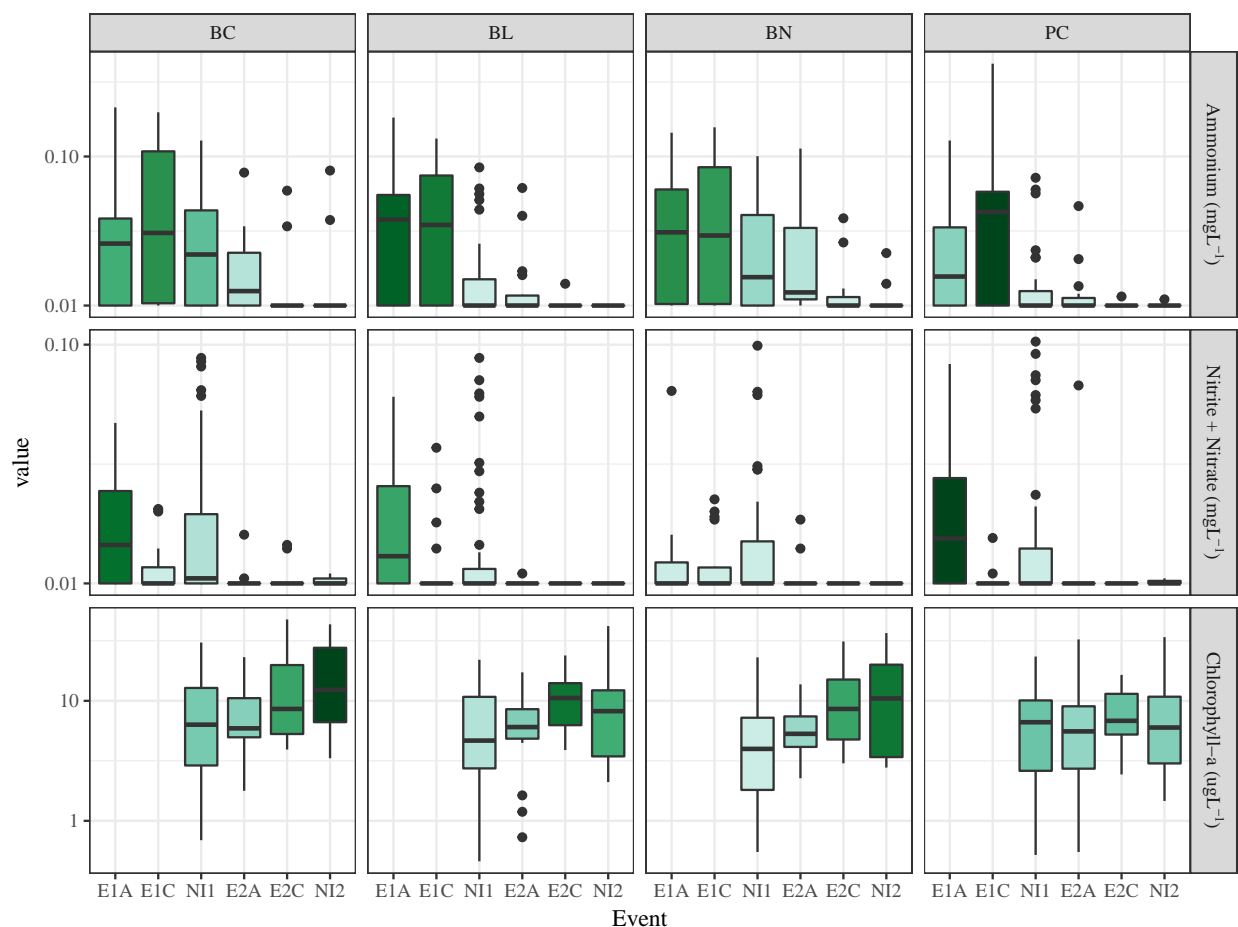 BC BL BN PC
0.10
0.01
Ammonium (mgL⁻¹)
0.10
0.01
Nitrite + Nitrate (mgL⁻¹)
10
1
Chlorophyll−a (ugL⁻¹)
value
E1A E1C NI1 E2A E2C NI2 E1A E1C NI1 E2A E2C NI2 E1A E1C NI1 E2A E2C NI2 E1A E1C NI1 E2A E2C NI2
Event